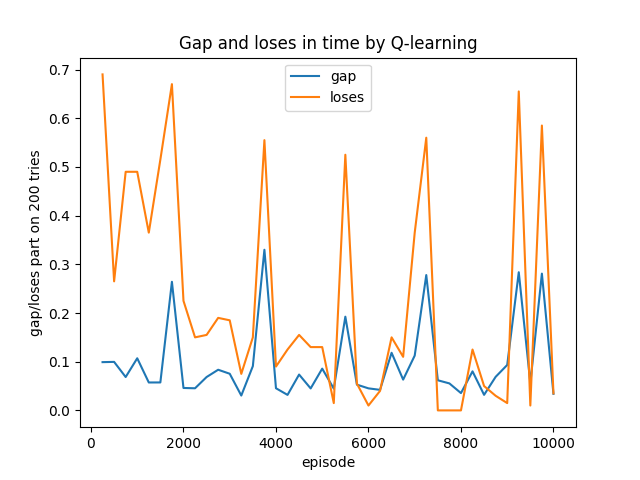 Gap and loses in time by Q-learning
gap
loses
gap/loses part on 200 tries
0.7
0.6
0.5
0.4
0.3
0.2
0.1
0.0
0 2000 4000 6000 8000 10000
episode